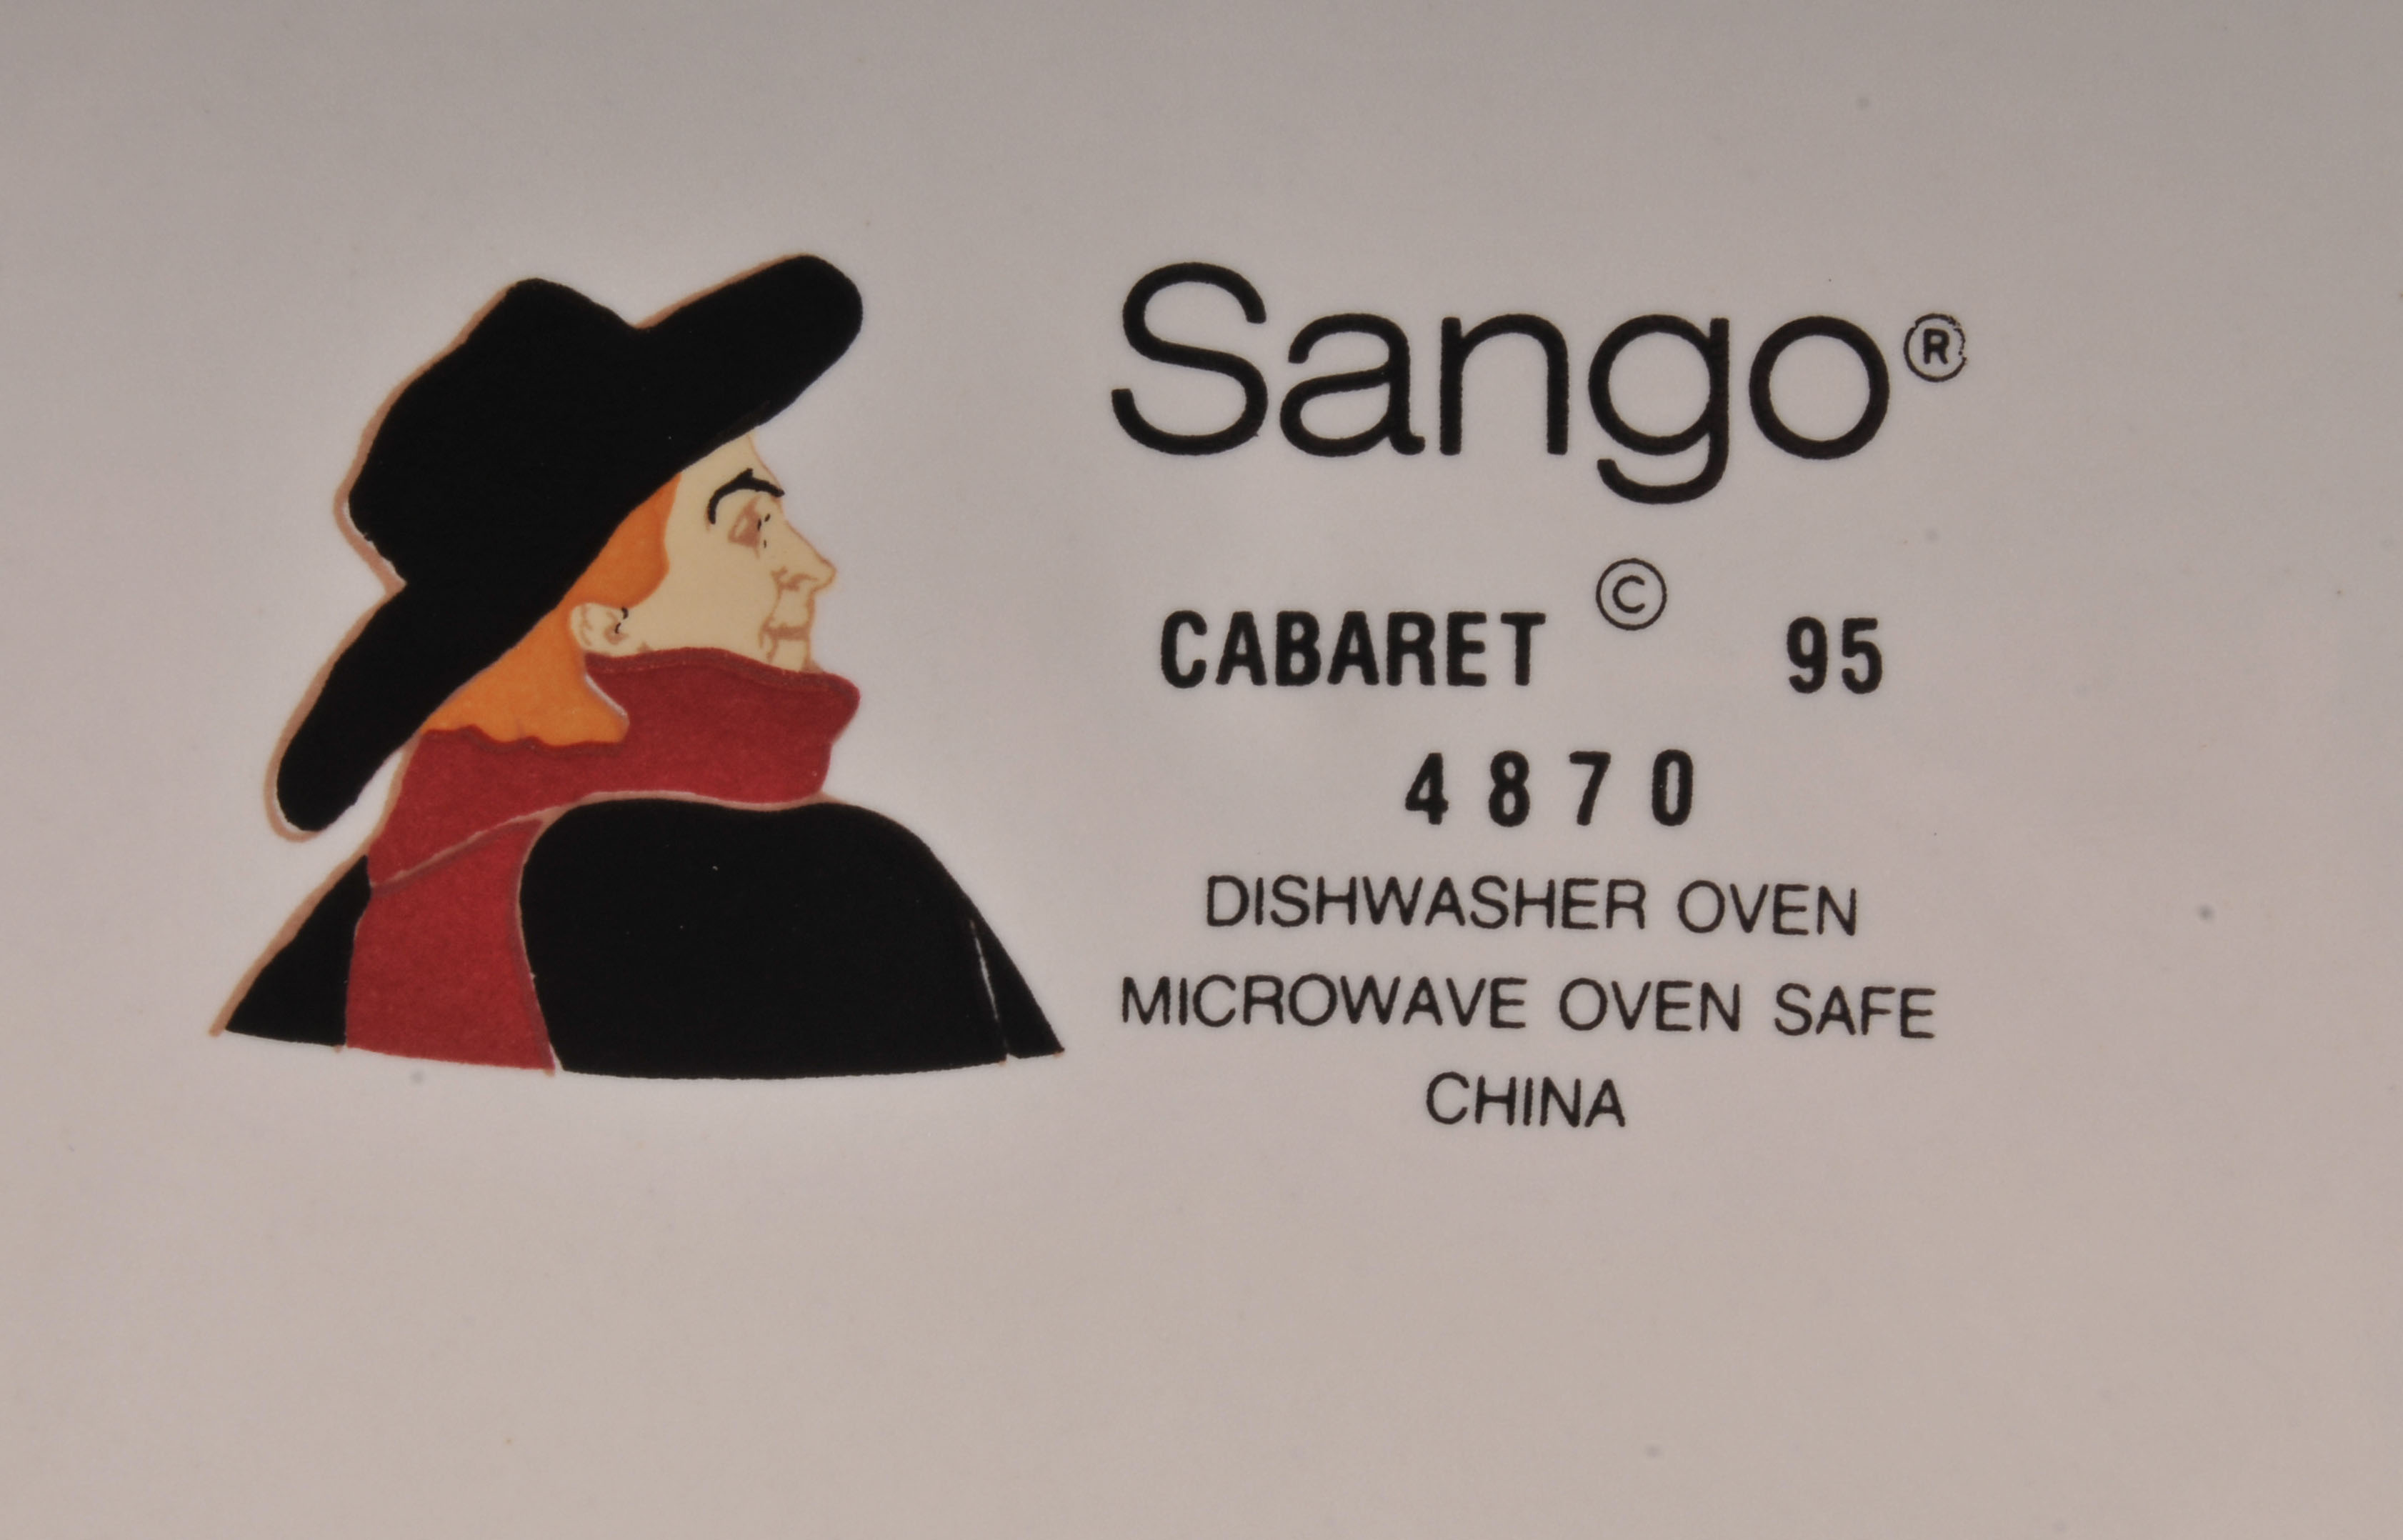 Sango®
CABARET © 95
4870
DISHWASHER OVEN
MICROWAVE OVEN SAFE
CHINA